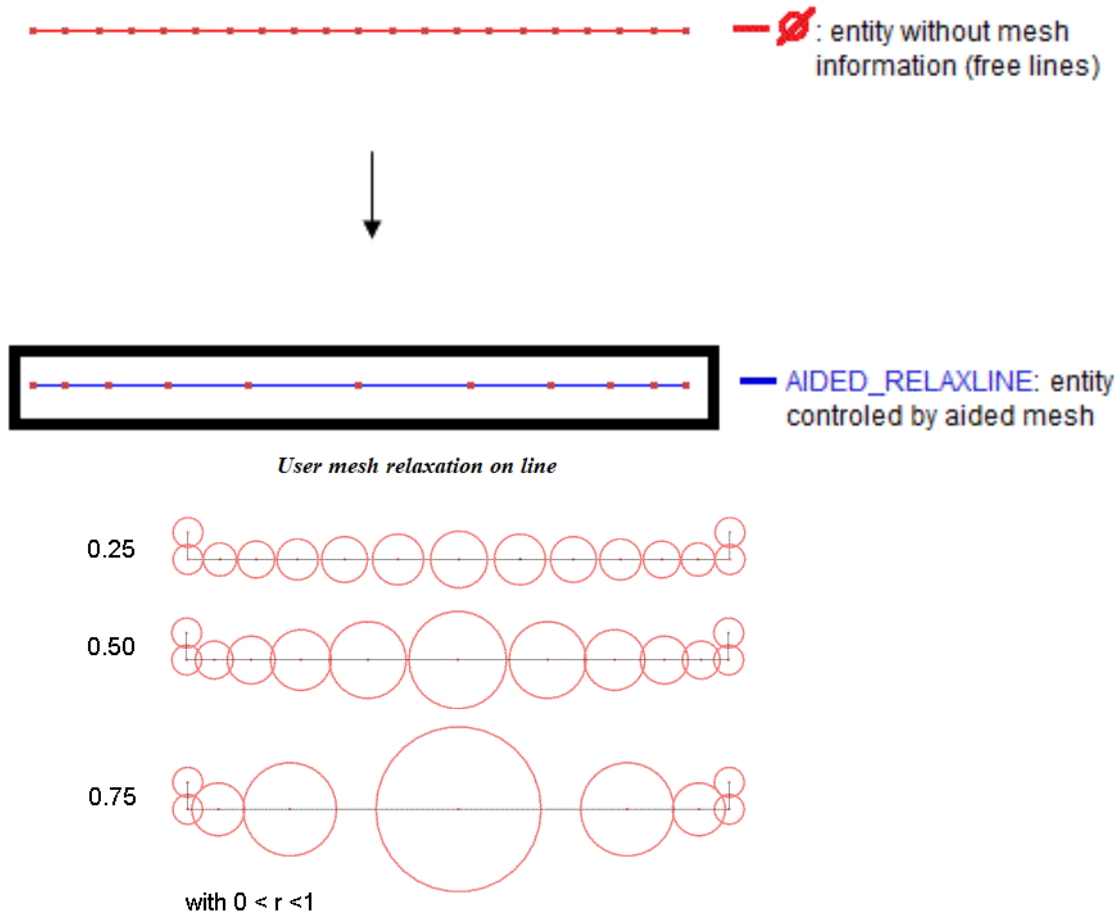 : entity without mesh
information (free lines)
AIDED_RELAXLINE: entity
controled by aided mesh
User mesh relaxation on line
0.25
0.50
0.75
with 0 < r <1